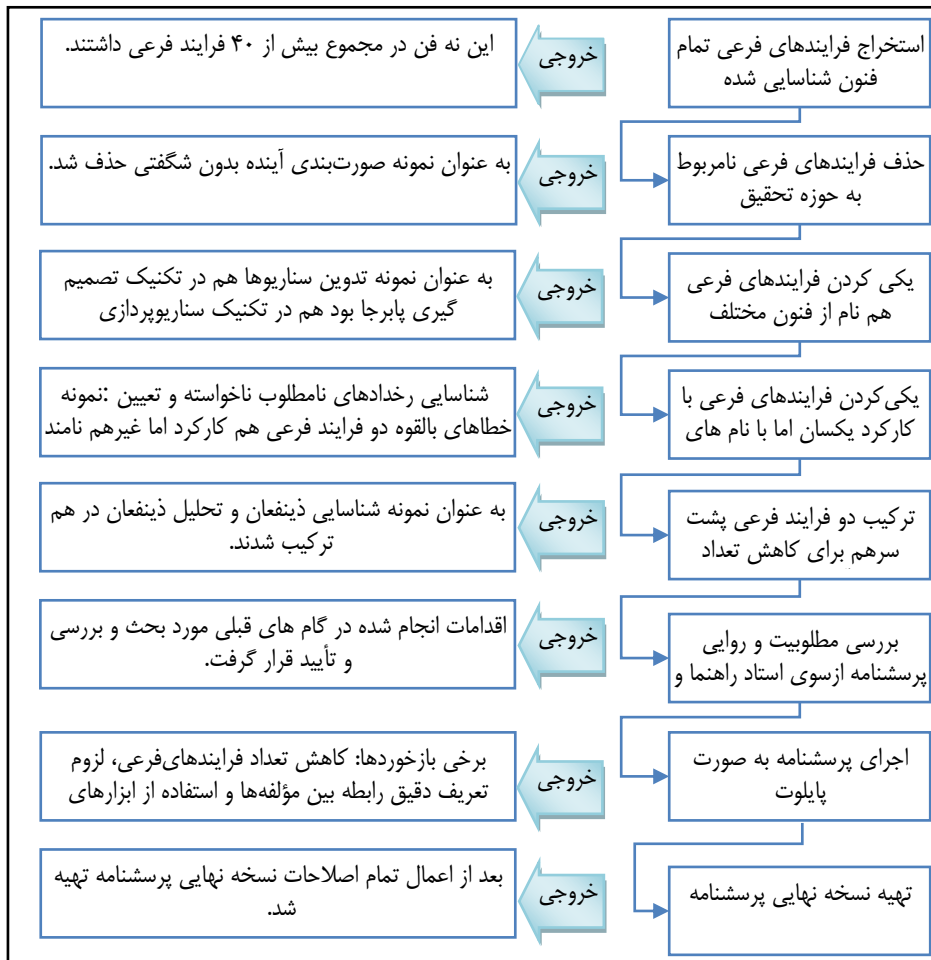 استخراج فرایندهای فرعی تمام
فنون شناسایی شده
خروجی
این نه فن در مجموع بیش از ۴۰ فرایند فرعی داشتند.
حذف فرایندهای فرعی نامربوط
به حوزه تحقیق
خروجی
به عنوان نمونه صورت‌بندی آینده بدون شگفتی حذف شد.
یکی کردن فرایندهای فرعی
هم نام از فنون مختلف
خروجی
به عنوان نمونه تدوین سناریوها هم در تکنیک تصمیم
گیری پابرجا بود هم در تکنیک سناریوپردازی
یکی‌کردن فرایندهای فرعی با
کارکرد یکسان اما با نام های
خروجی
شناسایی رخدادهای نامطلوب ناخواسته و تعیین :نمونه
خطاهای بالقوه دو فرایند فرعی هم کارکرد اما غیرهم نامند
ترکیب دو فرایند فرعی پشت
سرهم برای کاهش تعداد
خروجی
به عنوان نمونه شناسایی ذینفعان و تحلیل ذینفعان در هم
ترکیب شدند.
بررسی مطلوبیت و روایی
پرسشنامه ازسوی استاد راهنما و
خروجی
اقدامات انجام شده در گام های قبلی مورد بحث و بررسی
و تأیید قرار گرفت.
اجرای پرسشنامه به صورت
پایلوت
خروجی
برخی بازخوردها: کاهش تعداد فرایندهای‌فرعی، لزوم
تعریف دقیق رابطه بین مؤلفه‌ها و استفاده از ابزارهای
تهیه نسخه نهایی پرسشنامه
خروجی
بعد از اعمال تمام اصلاحات نسخه نهایی پرسشنامه تهیه
شد.